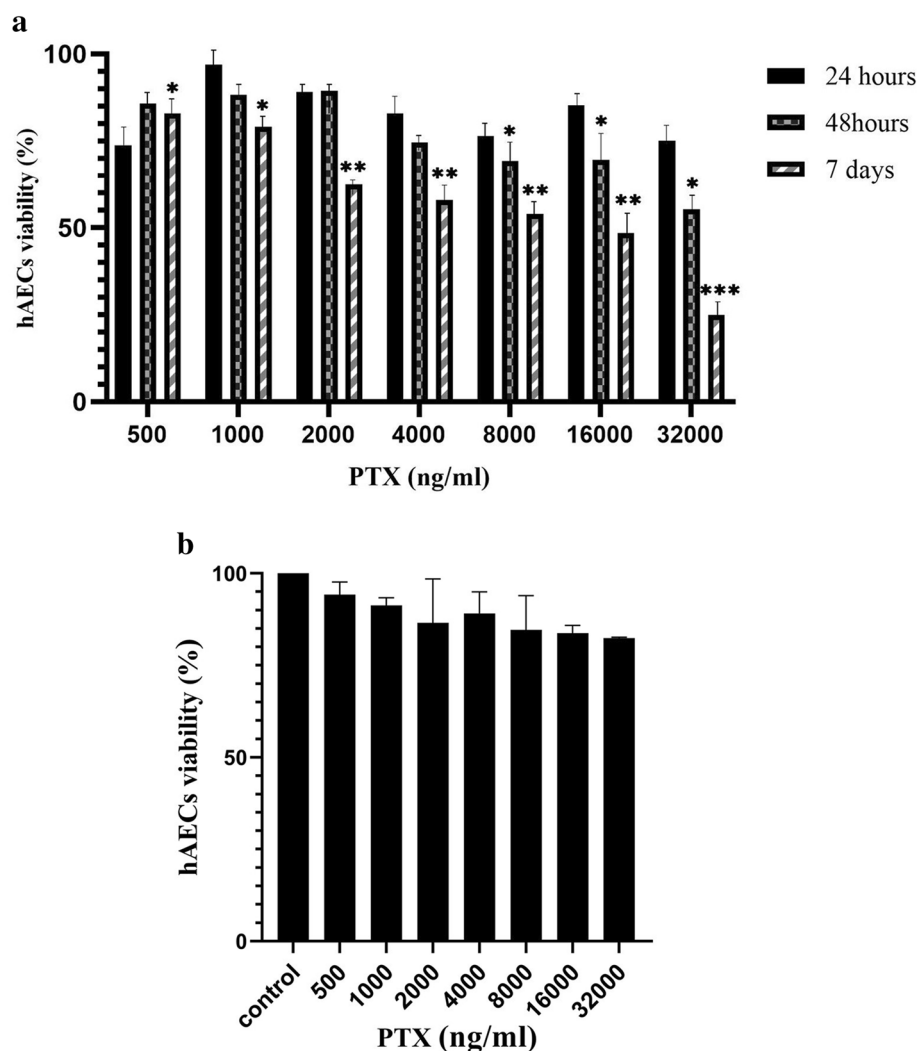 a
100
50
0
hAECs viability (%)
* * ** ** * ** * ** * ***
500 1000 2000 4000 8000 16000 32000
PTX (ng/ml)
24 hours
48hours
7 days
b
100
50
0
hAECs viability (%)
control 500 1000 2000 4000 8000 16000 32000
PTX (ng/ml)